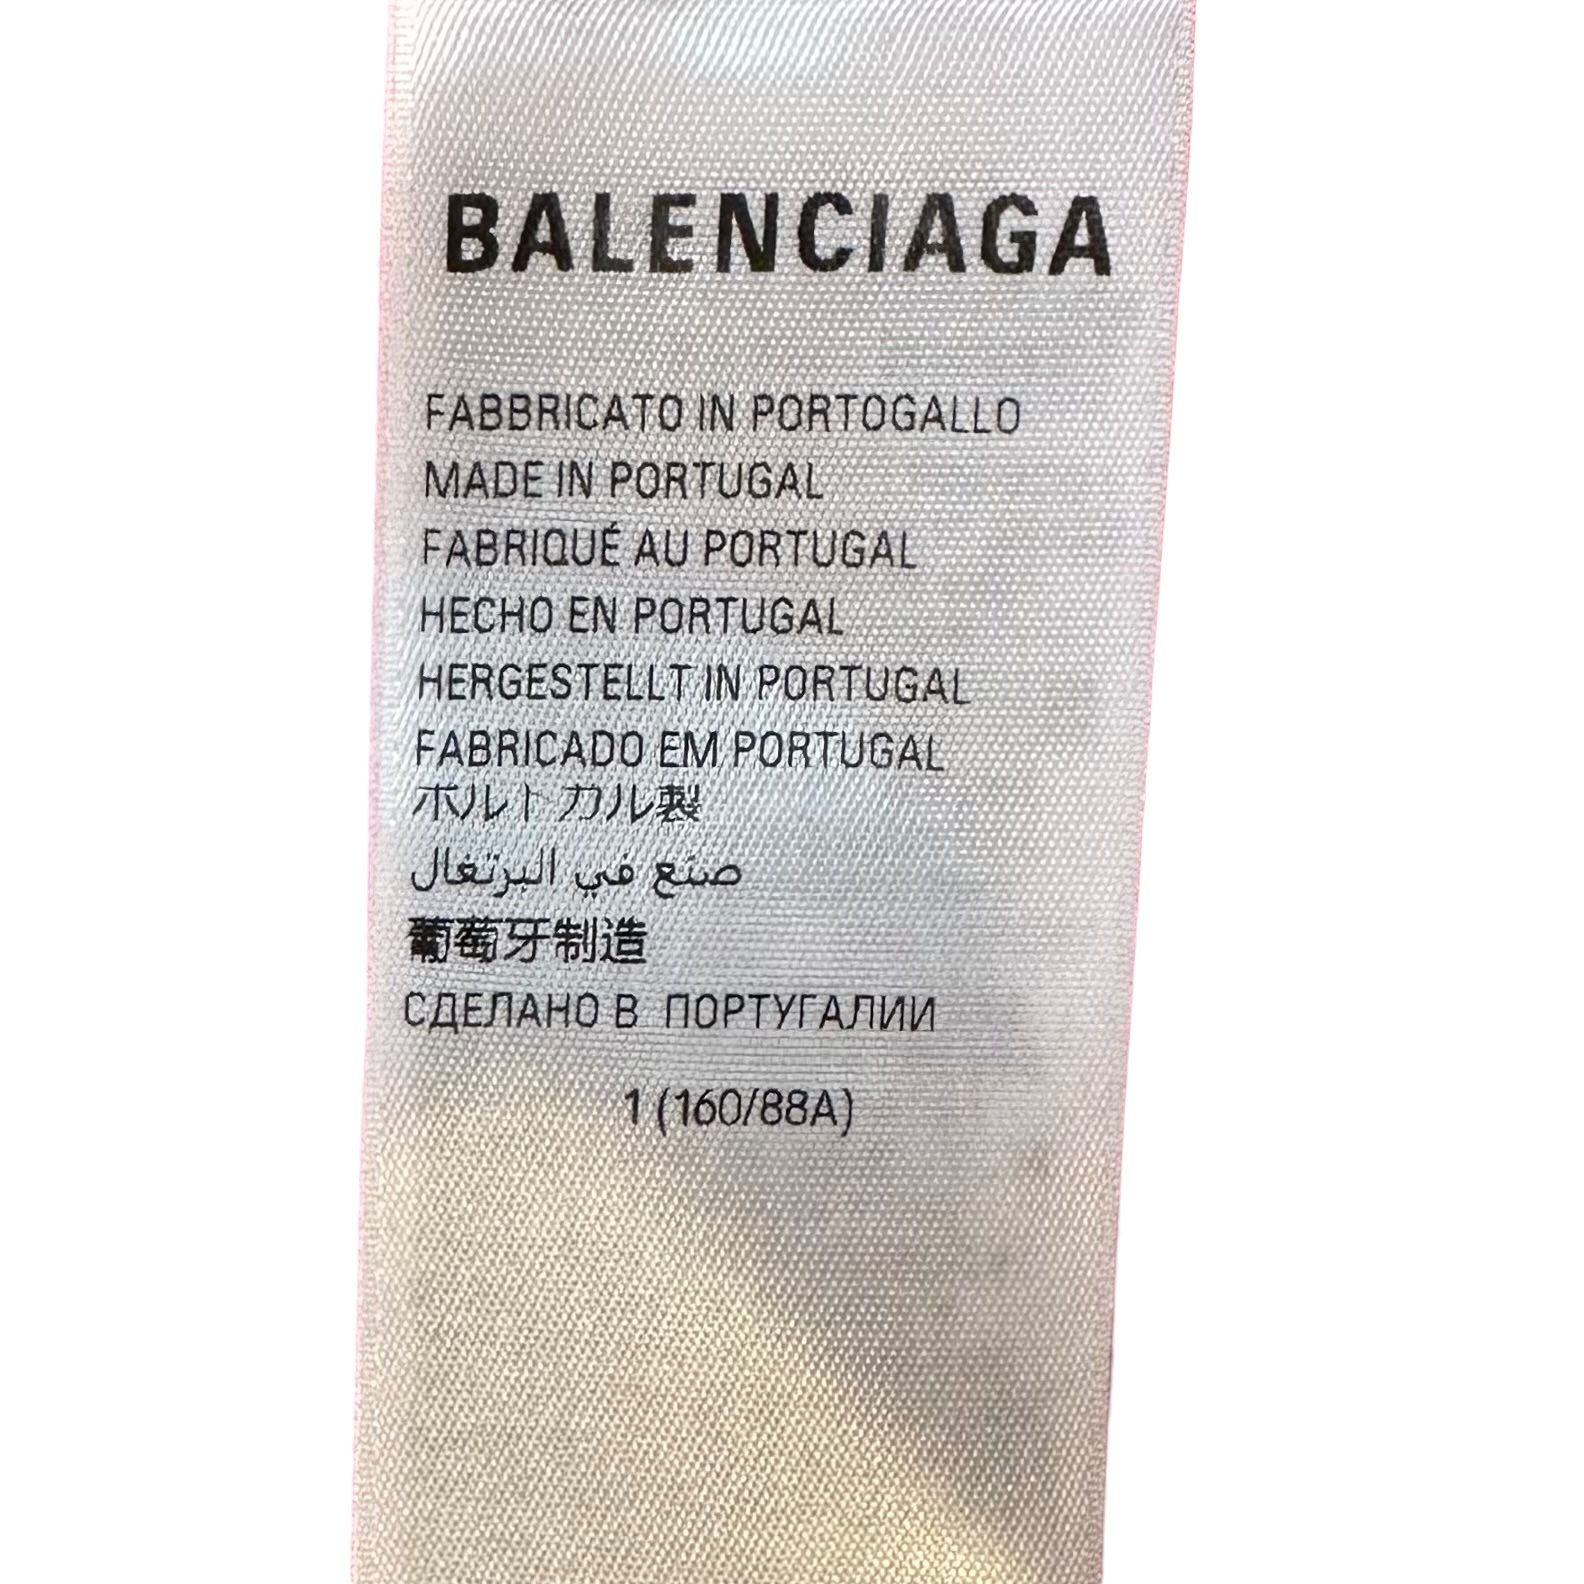 BALENCIAGA
FABBRICATO IN PORTOGALLO
MADE IN PORTUGAL
FABRIQUÉ AU PORTUGAL
HECHO EN PORTUGAL
HERGESTELLT IN PORTUGAL
FABRICADO EM PORTUGAL
ポルトガル製
صنع في البرتغال
葡萄牙制造
СДЕЛАНО В ПОРТУГАЛИИ
1 (160/88A)